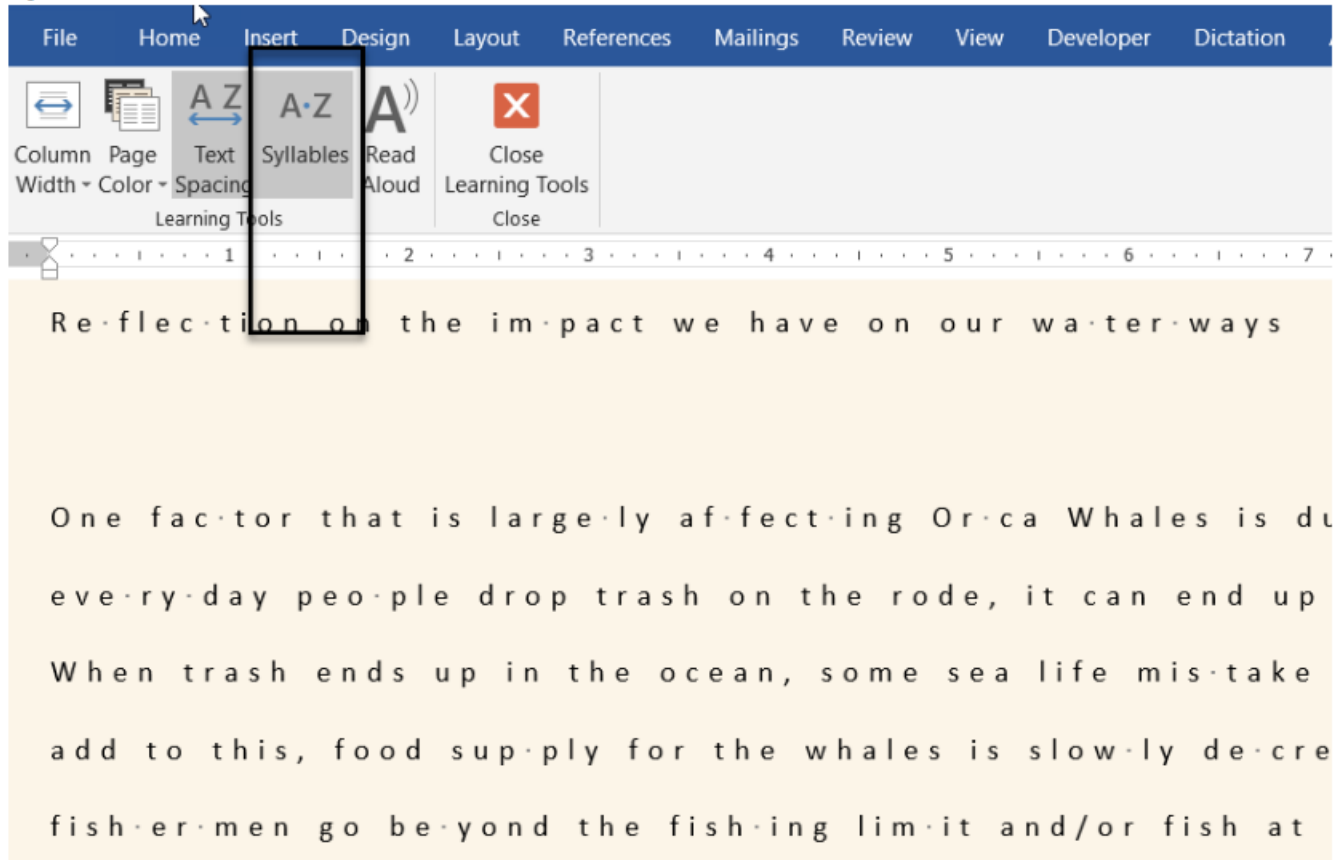 File Home Insert Design Layout References Mailings Review View Developer Dictation
A Z A·Z A
Column Page Text Syllables Read Close
Width Color Spacing Aloud Learning Tools
Learning Tools Close
1 2 3 4 5 6 7
Re·flec·tion on the im·pact we have on our wa·ter·ways
One fac·tor that is large·ly af·fect·ing Or·ca Whales is du
eve·ry·day peo·ple drop trash on the rode, it can end up
When trash ends up in the ocean, some sea life mis·take
add to this, food sup·ply for the whales is slow·ly de·cre
fish·er·men go be·yond the fish·ing lim·it and/or fish at